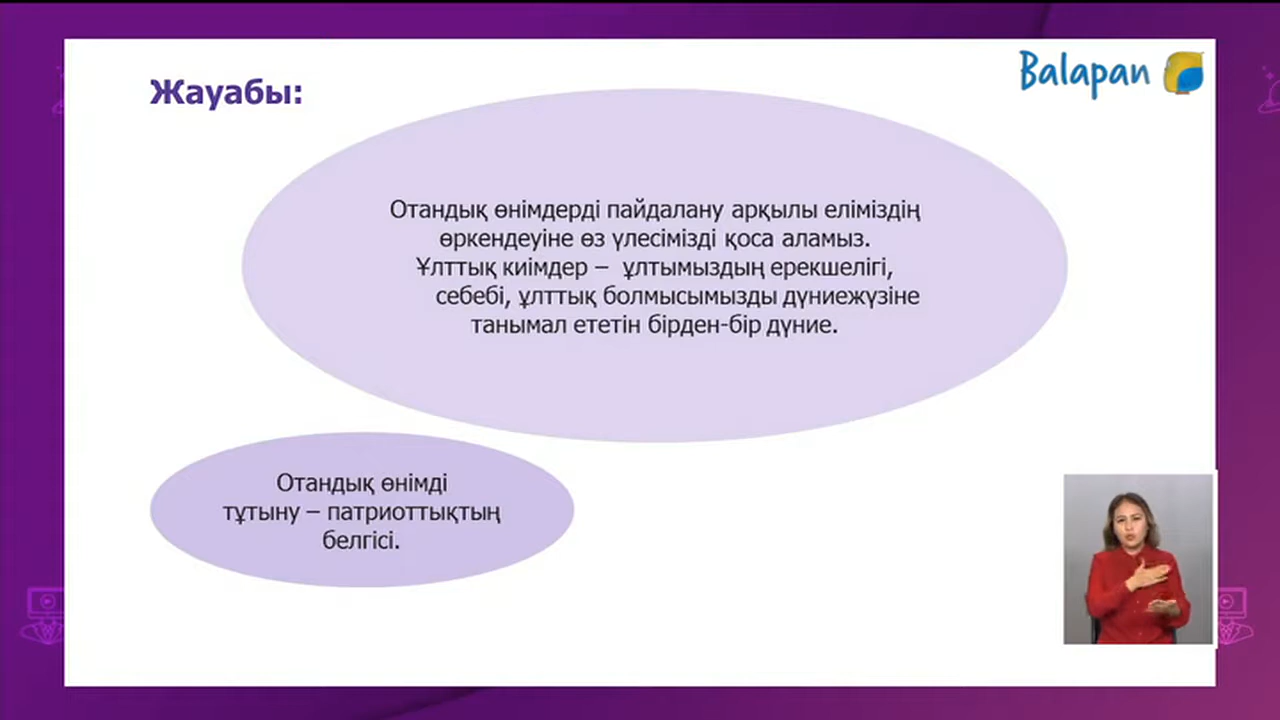 Жауабы:
Balapan
Отандық өнімдерді пайдалану арқылы еліміздің
өркендеуіне өз үлесімізді қоса аламыз.
Ұлттық киімдер – ұлтымыздың ерекшелігі,
себебі, ұлттық болмысымызды дүниежүзіне
танымал ететін бірден-бір дүние.
Отандық өнімді
тұтыну – патриоттықтың
белгісі.